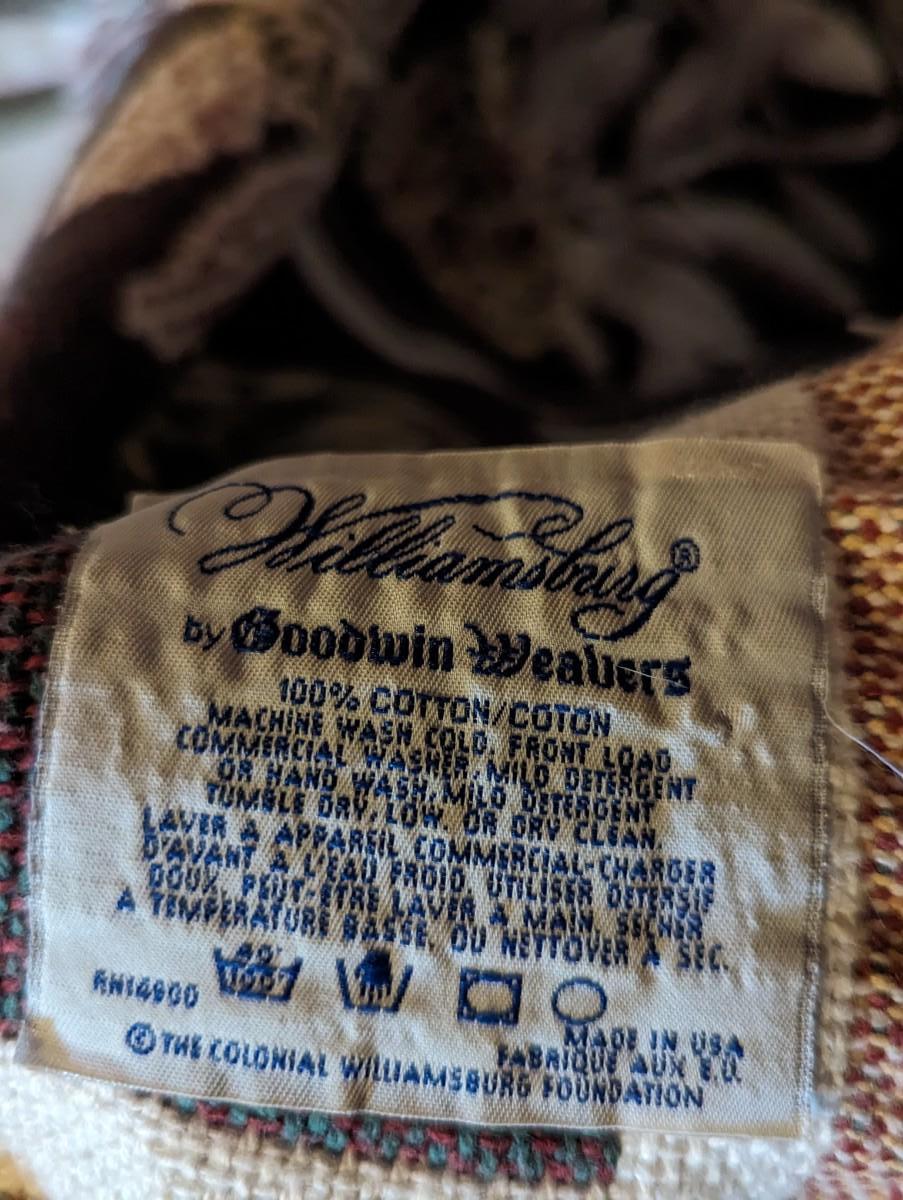 Williamsburg®
by Goodwin Weavers
100% COTTON/COTON
MACHINE WASH COLD, FRONT LOAD
COMMERCIAL WASHER, MILD DETERGENT
OR HAND WASH, MILD DETERGENT
TUMBLE DRY, LOW, OR DRY CLEAN
LAVER A APPAREIL COMMERCIAL-CHARGER
D'AVANT A L'EAU FROID, UTILISER DETERSIF
DOUX, PEUT-ETRE LAVER A MAIN, SECHER
A TEMPERATURE BASSE, OU NETTOYER A SEC.
RN14900
MADE IN USA
FABRIQUE AUX E.U.
© THE COLONIAL WILLIAMSBURG FOUNDATION